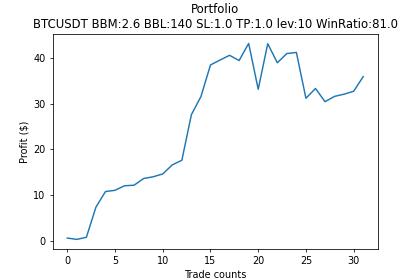 Portfolio
BTCUSDT BBM:2.6 BBL:140 SL:1.0 TP:1.0 lev:10 WinRatio:81.0
40
30
20
10
0
Profit ($)
0 5 10 15 20 25 30
Trade counts